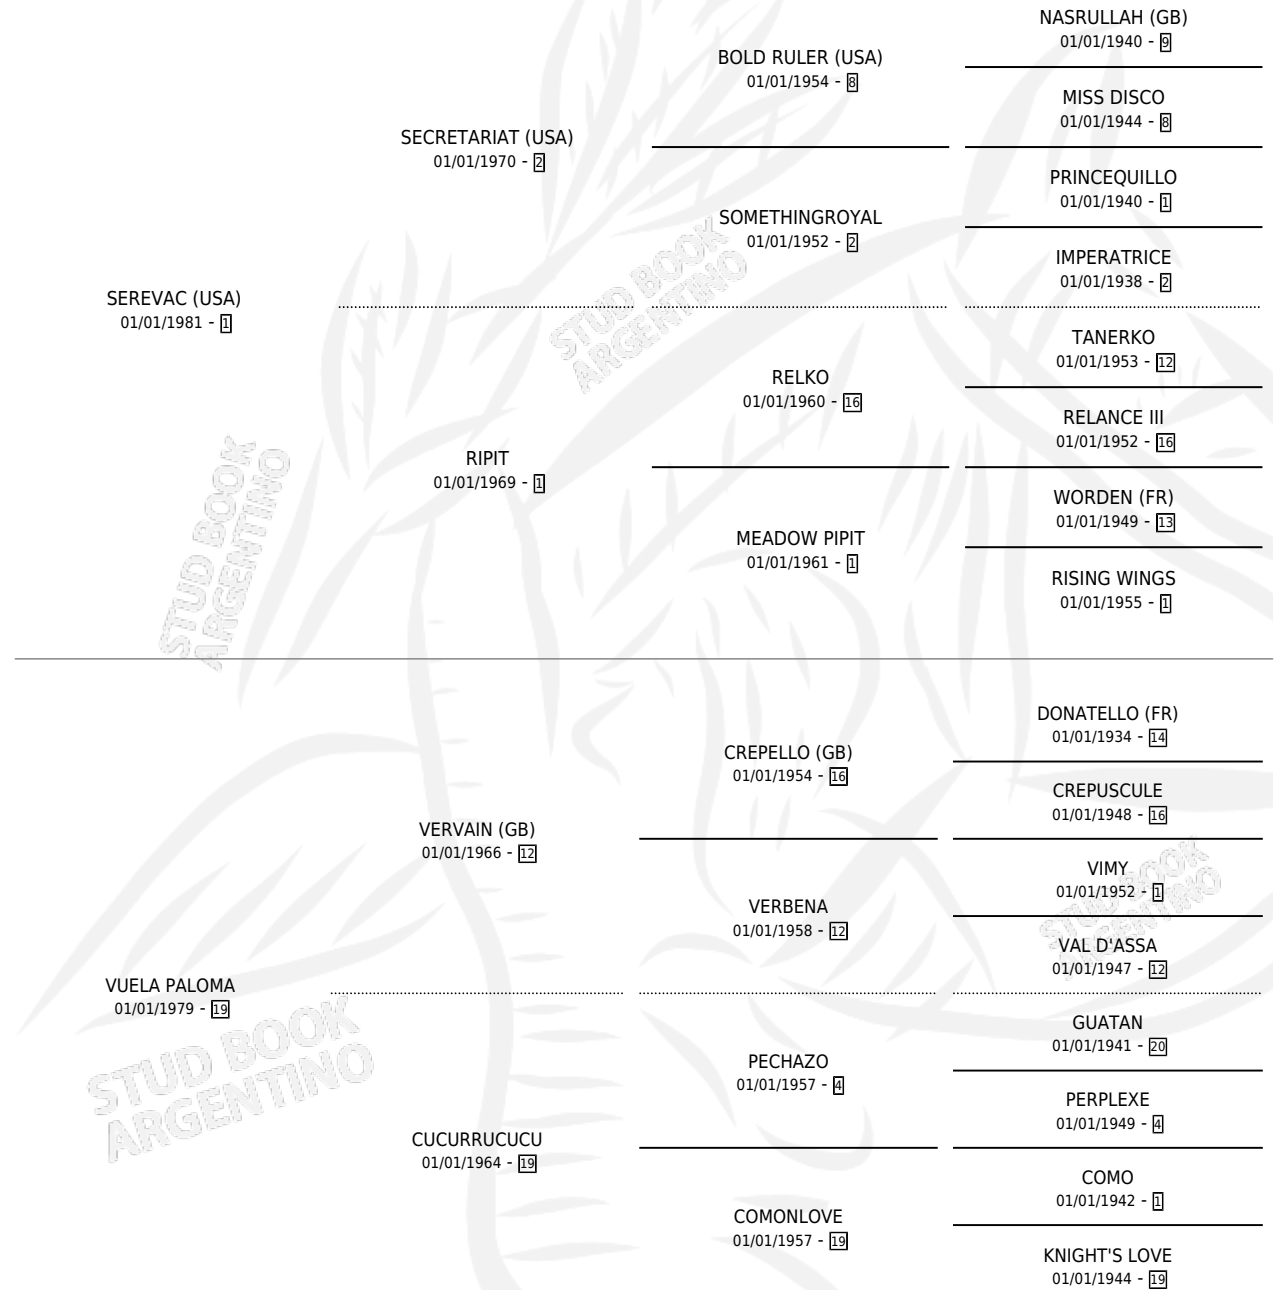 NASRULLAH (GB)
01/01/1940 - 9
BOLD RULER (USA)
01/01/1954 - 8
MISS DISCO
01/01/1944 - 8
SECRETARIAT (USA)
01/01/1970 - 2
PRINCEQUILLO
01/01/1940 - 1
SOMETHINGROYAL
01/01/1952 - 2
IMPERATRICE
01/01/1938 - 2
SEREVAC (USA)
01/01/1981 - 1
TANERKO
01/01/1953 - 12
RELKO
01/01/1960 - 16
RELANCE III
01/01/1952 - 16
RIPIT
01/01/1969 - 1
WORDEN (FR)
01/01/1949 - 13
MEADOW PIPIT
01/01/1961 - 1
RISING WINGS
01/01/1955 - 1
DONATELLO (FR)
01/01/1934 - 14
CREPELLO (GB)
01/01/1954 - 16
CREPUSCULE
01/01/1948 - 16
VERVAIN (GB)
01/01/1966 - 12
VIMY
01/01/1952 - 1
VERBENA
01/01/1958 - 12
VAL D'ASSA
01/01/1947 - 12
VUELA PALOMA
01/01/1979 - 19
GUATAN
01/01/1941 - 20
PECHAZO
01/01/1957 - 4
PERPLEXE
01/01/1949 - 4
CUCURRUCUCU
01/01/1964 - 19
COMO
01/01/1942 - 1
COMONLOVE
01/01/1957 - 19
KNIGHT'S LOVE
01/01/1944 - 19
STUD BOOK
ARGENTINO
STUD BOOK
ARGENTINO
STUD BOOK
ARGENTINO
STUD BOOK
ARGENTINO